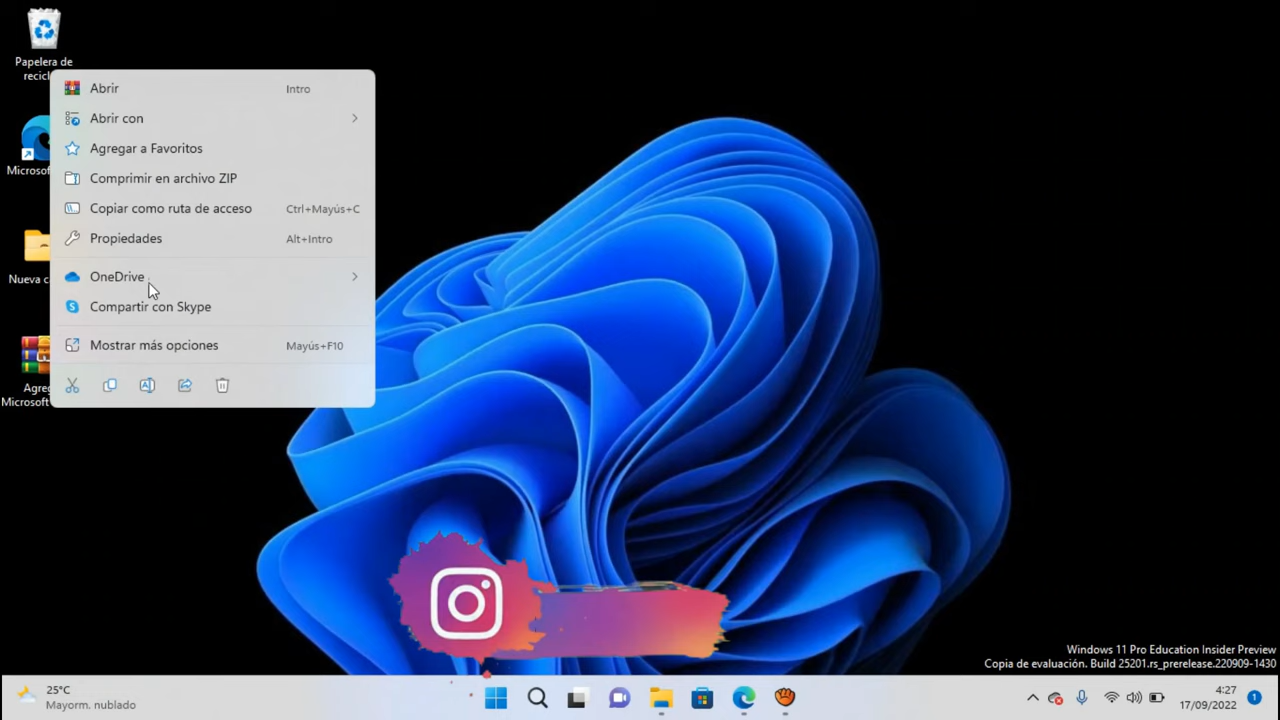 Papelera de
recicl
Abrir Intro
Abrir con
Agregar a Favoritos
Comprimir en archivo ZIP
Copiar como ruta de acceso Ctrl+Mayús+C
Propiedades Alt+Intro
OneDrive
Compartir con Skype
Mostrar más opciones Mayús+F10
Microsof
Nueva c
Agre
Microsoft
Windows 11 Pro Education Insider Preview
Copia de evaluación. Build 25201.rs_prerelease.220909-1430
25°C
Mayorm. nublado
4:27
17/09/2022
1